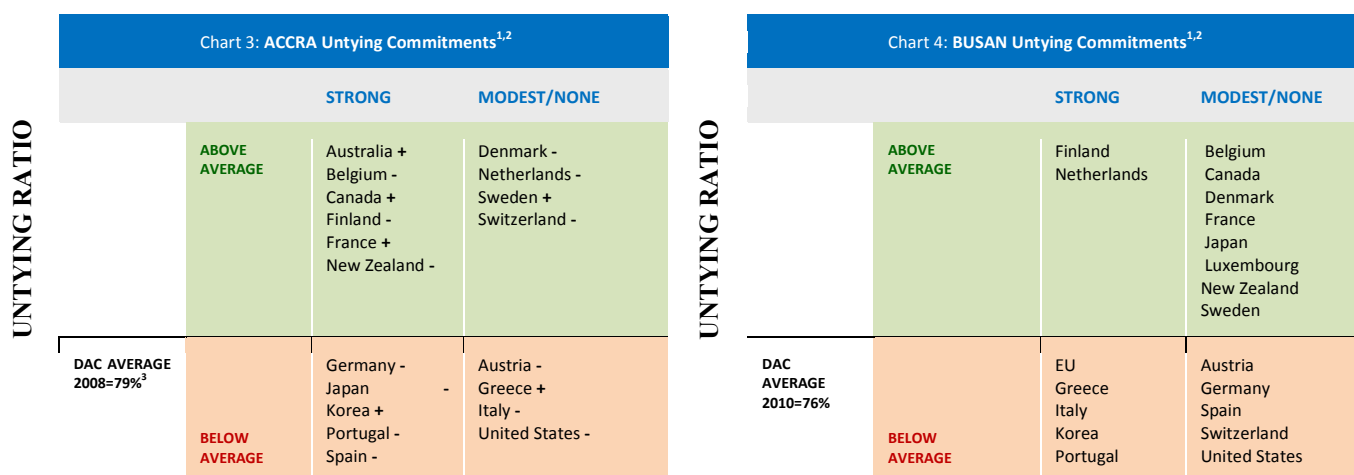 Chart 3: ACCRA Untying Commitments1,2
STRONG MODEST/NONE
UNTYING RATIO
ABOVE
AVERAGE
Australia +
Belgium -
Canada +
Finland -
France +
New Zealand -
Denmark -
Netherlands -
Sweden +
Switzerland -
DAC AVERAGE
2008=79%3
BELOW
AVERAGE
Germany -
Japan -
Korea +
Portugal -
Spain -
Austria -
Greece +
Italy -
United States -
Chart 4: BUSAN Untying Commitments1,2
STRONG MODEST/NONE
UNTYING RATIO
ABOVE
AVERAGE
Finland
Netherlands
Belgium
Canada
Denmark
France
Japan
Luxembourg
New Zealand
Sweden
DAC
AVERAGE
2010=76%
BELOW
AVERAGE
EU
Greece
Italy
Korea
Portugal
Austria
Germany
Spain
Switzerland
United States